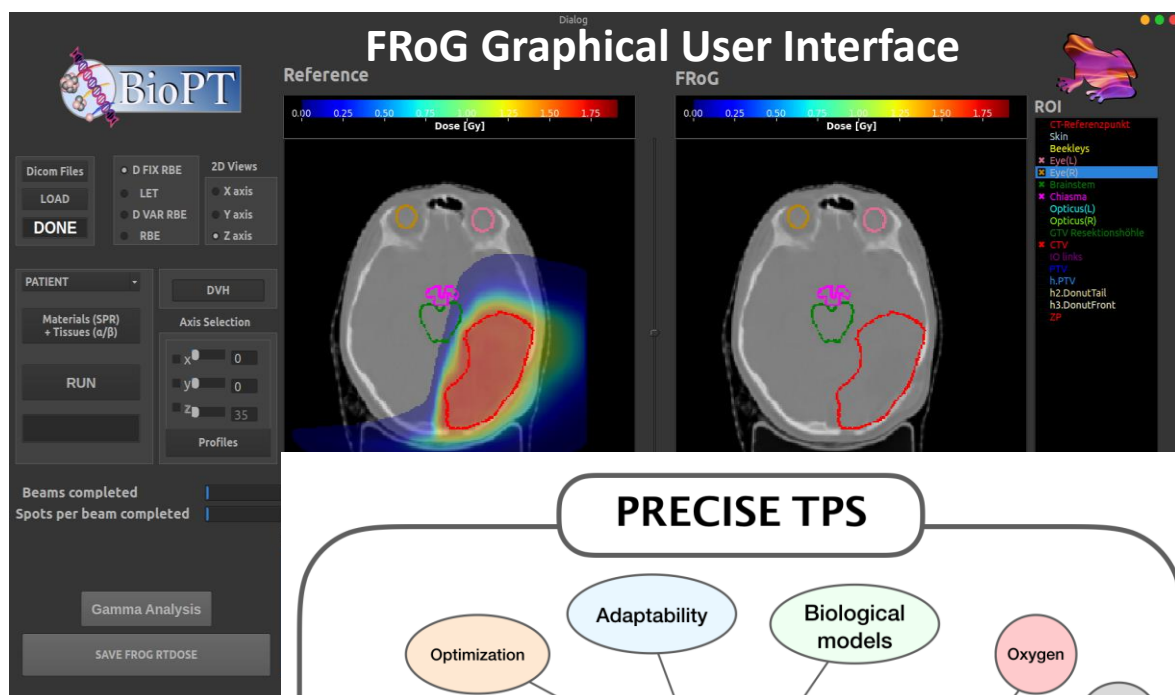 Dialog
FRoG Graphical User Interface
BioPT
Reference
FRoG
0.00 0.25 0.50 0.75 1.00 1.25 1.50 1.75
Dose [Gy]
0.00 0.25 0.50 0.75 1.00 1.25 1.50 1.75
Dose [Gy]
ROI
CT-Referenzpunkt
Skin
Beekleys
Eye(L)
Eye(R)
Brainstem
Chiasma
Opticus(L)
Opticus(R)
GTV Resektionshöhle
CTV
IO links
PTV
h.PTV
h2.DonutTail
h3.DonutFront
ZP
Dicom Files
LOAD
DONE
D FIX RBE
LET
D VAR RBE
RBE
2D Views
X axis
Y axis
Z axis
PATIENT
Materials (SPR)
+ Tissues (α/β)
RUN
DVH
Axis Selection
x 0
y 0
z 35
Profiles
Beams completed
Spots per beam completed
Gamma Analysis
SAVE FROG RTDOSE
PRECISE TPS
Optimization
Adaptability
Biological
models
Oxygen